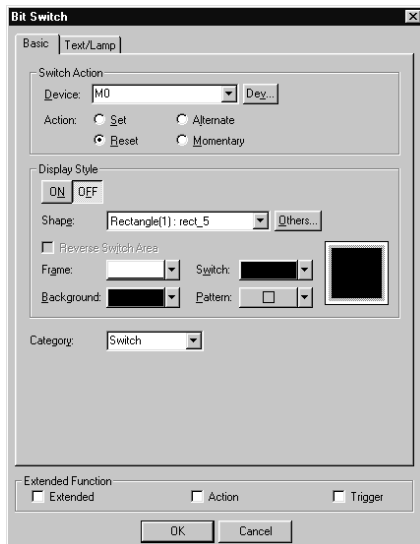 Bit Switch
Basic Text/Lamp
Switch Action
Device: M0 Dev...
Action: Set Alternate
Reset Momentary
Display Style
ON OFF
Shape: Rectangle(1) : rect_5 Others...
Reverse Switch Area
Frame: Switch:
Background: Pattern:
Category: Switch
Extended Function
Extended Action Trigger
OK Cancel